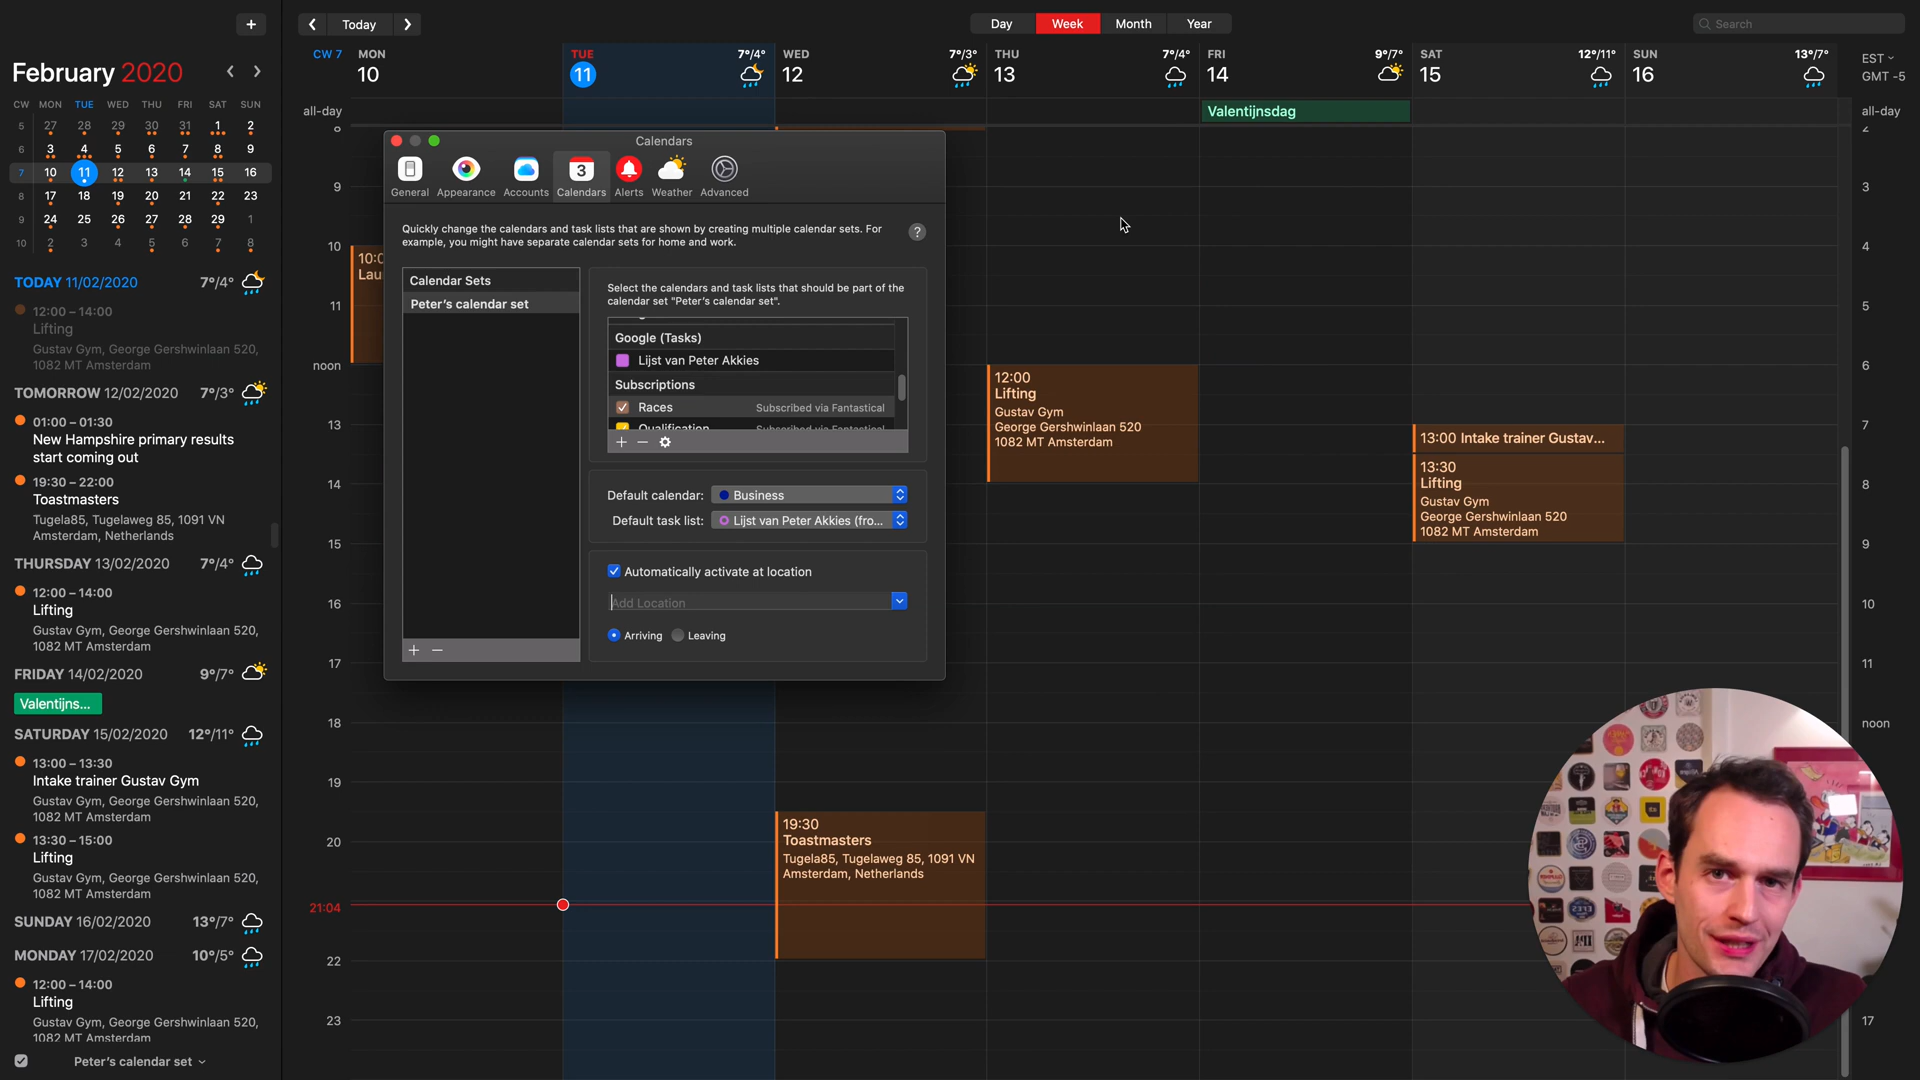 Today
Day
Week
Month
Year
Search
February 2020
CW MON TUE WED THU FRI SAT SUN
5 27 28 29 30 31 1 2
6 3 4 5 6 7 8 9
7 10 11 12 13 14 15 16
8 17 18 19 20 21 22 23
9 24 25 26 27 28 29 1
10 2 3 4 5 6 7 8
TODAY 11/02/2020 7°/4°
12:00 – 14:00
Lifting
Gustav Gym, George Gershwinlaan 520,
1082 MT Amsterdam
TOMORROW 12/02/2020 7°/3°
01:00 – 01:30
New Hampshire primary results
start coming out
19:30 – 22:00
Toastmasters
Tugela85, Tugelaweg 85, 1091 VN
Amsterdam, Netherlands
THURSDAY 13/02/2020 7°/4°
12:00 – 14:00
Lifting
Gustav Gym, George Gershwinlaan 520,
1082 MT Amsterdam
FRIDAY 14/02/2020 9°/7°
Valentijns...
SATURDAY 15/02/2020 12°/11°
13:00 – 13:30
Intake trainer Gustav Gym
Gustav Gym, George Gershwinlaan 520,
1082 MT Amsterdam
13:30 – 15:00
Lifting
Gustav Gym, George Gershwinlaan 520,
1082 MT Amsterdam
SUNDAY 16/02/2020 13°/7°
MONDAY 17/02/2020 10°/5°
12:00 – 14:00
Lifting
Gustav Gym, George Gershwinlaan 520,
1082 MT Amsterdam
Peter's calendar set
CW 7
MON
10
TUE 7°/4°
11
WED 7°/3°
12
THU 7°/4°
13
FRI 9°/7°
14
SAT 12°/11°
15
SUN 13°/7°
16
EST
GMT -5
all-day
Valentijnsdag
all-day
8
9
10
11
noon
13
14
15
16
17
18
19
20
21:04
22
23
10:0
Lau
Calendars
General
Appearance
Accounts
3
Calendars
Alerts
Weather
Advanced
Quickly change the calendars and task lists that are shown by creating multiple calendar sets. For
example, you might have separate calendar sets for home and work.
?
Calendar Sets
Peter's calendar set
Select the calendars and task lists that should be part of the
calendar set "Peter's calendar set".
Google (Tasks)
Lijst van Peter Akkies
Subscriptions
Races Subscribed via Fantastical
Qualification Subscribed via Fantastical
Default calendar: Business
Default task list: Lijst van Peter Akkies (fro...
Automatically activate at location
Add Location
Arriving Leaving
12:00
Lifting
Gustav Gym
George Gershwinlaan 520
1082 MT Amsterdam
13:00 Intake trainer Gustav...
13:30
Lifting
Gustav Gym
George Gershwinlaan 520
1082 MT Amsterdam
19:30
Toastmasters
Tugela85, Tugelaweg 85, 1091 VN
Amsterdam, Netherlands
2
3
4
5
6
7
8
9
10
11
noon
17